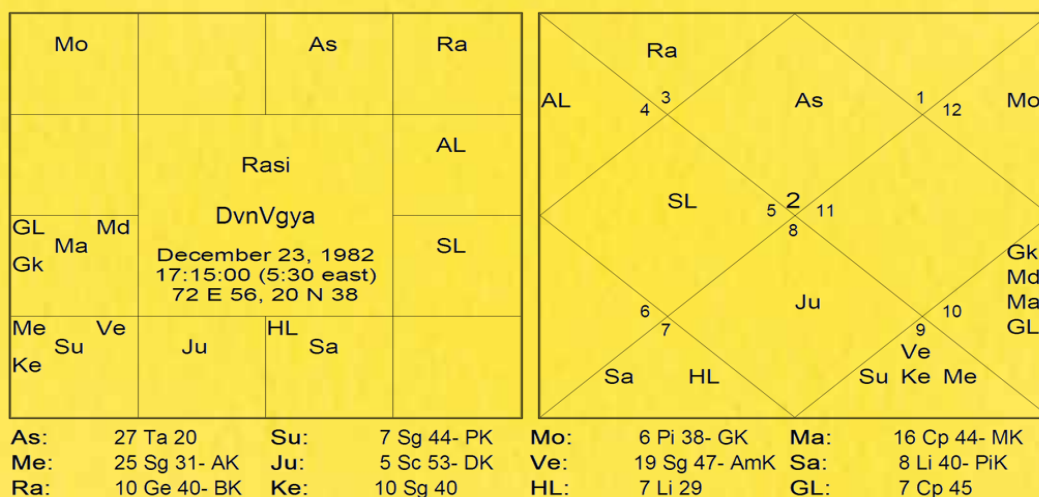 Mo As Ra
AL
Rasi
DvnVgya
December 23, 1982
17:15:00 (5:30 east)
72 E 56, 20 N 38
GL Md
Ma
Gk
SL
Me Ve
Su
Ke
Ju
HL
Sa
Ra
AL As Mo
3 1
4 12
SL
2
5 11
8
Gk
Md
Ma
GL
Ju
6 10
7 9
Ve
Sa HL Su Ke Me
As: 27 Ta 20 Su: 7 Sg 44- PK Mo: 6 Pi 38- GK Ma: 16 Cp 44- MK
Me: 25 Sg 31- AK Ju: 5 Sc 53- DK Ve: 19 Sg 47- AmK Sa: 8 Li 40- PiK
Ra: 10 Ge 40- BK Ke: 10 Sg 40 HL: 7 Li 29 GL: 7 Cp 45